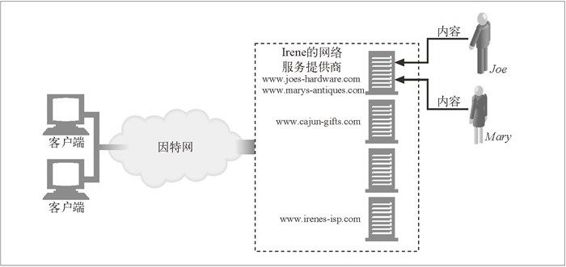 Irene的网络
服务提供商
www.joes-hardware.com
www.marys-antiques.com
www.cajun-gifts.com
www.irenes-isp.com
内容
Joe
内容
Mary
客户端
因特网
客户端